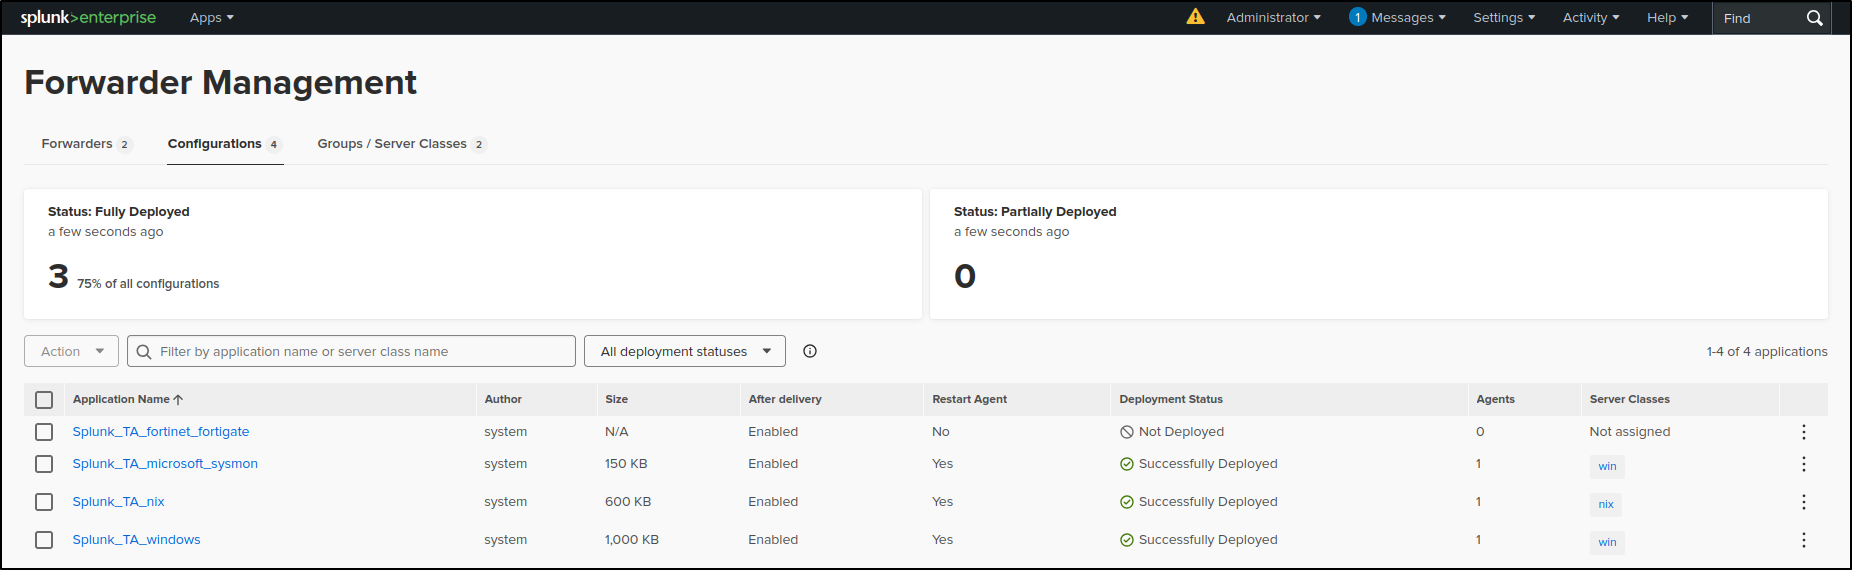 splunk>enterprise Apps Administrator 1 Messages Settings Activity Help Find
Forwarder Management
Forwarders 2 Configurations 4 Groups / Server Classes 2
Status: Fully Deployed
a few seconds ago
3 75% of all configurations
Status: Partially Deployed
a few seconds ago
0
Action Filter by application name or server class name All deployment statuses 1-4 of 4 applications
Application Name Author Size After delivery Restart Agent Deployment Status Agents Server Classes
Splunk_TA_fortinet_fortigate system N/A Enabled No Not Deployed 0 Not assigned
Splunk_TA_microsoft_sysmon system 150 KB Enabled Yes Successfully Deployed 1 win
Splunk_TA_nix system 600 KB Enabled Yes Successfully Deployed 1 nix
Splunk_TA_windows system 1,000 KB Enabled Yes Successfully Deployed 1 win